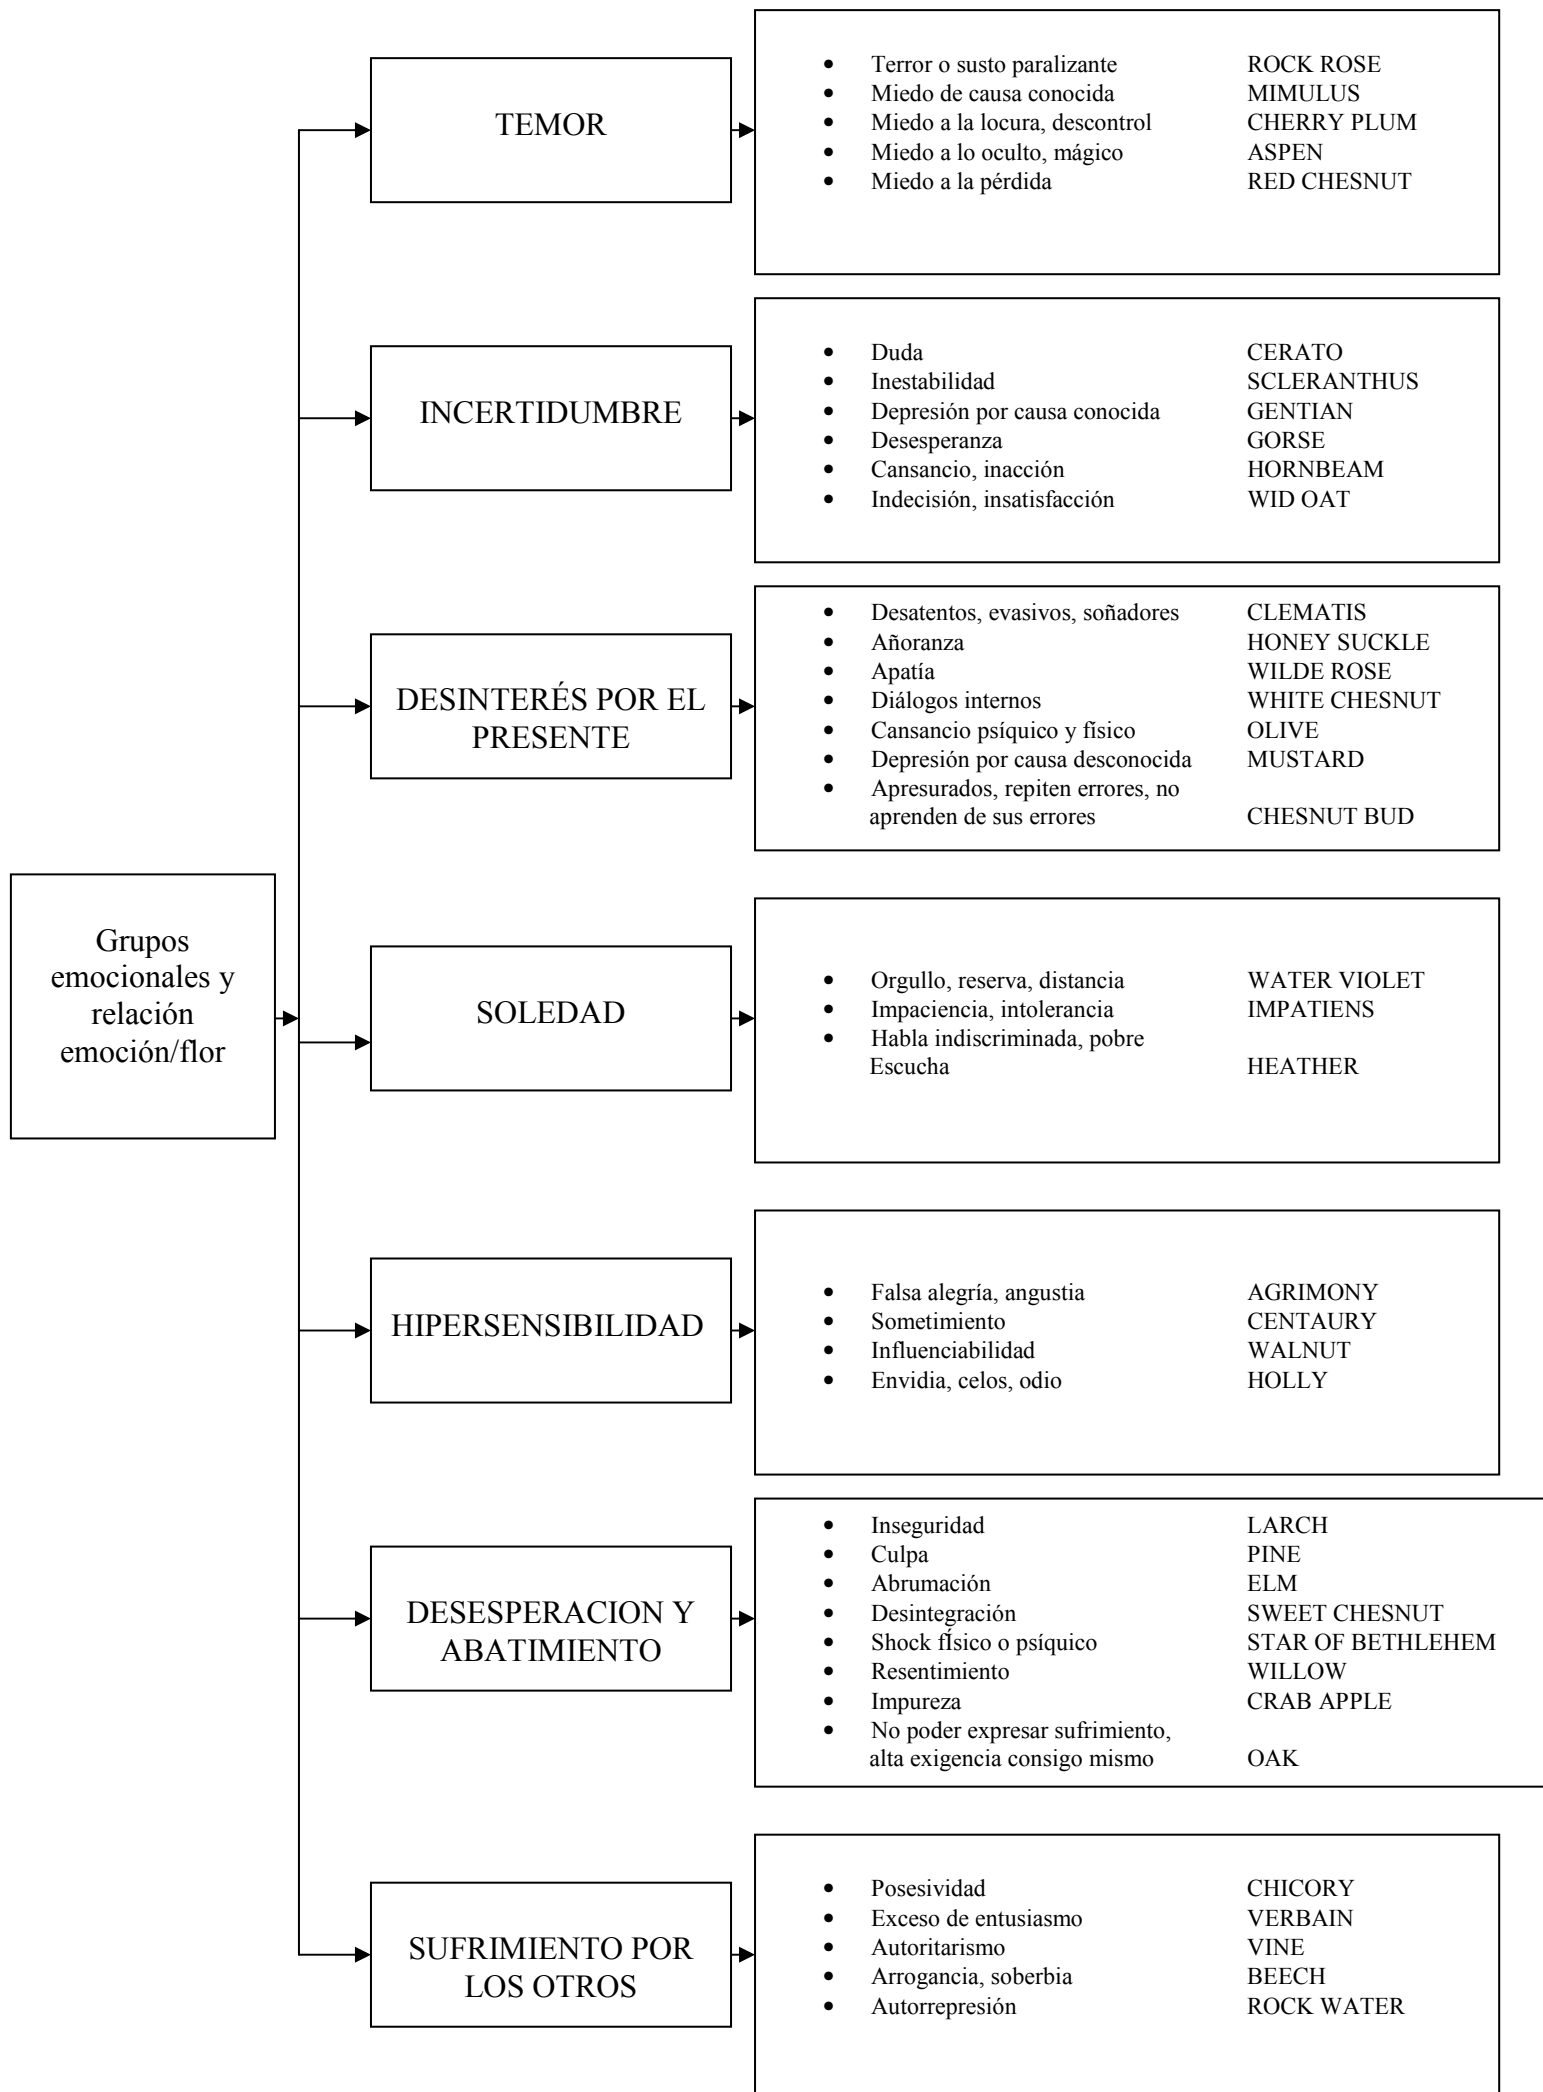 Grupos
emocionales y
relación
emoción/flor
TEMOR
• Terror o susto paralizante ROCK ROSE
• Miedo de causa conocida MIMULUS
• Miedo a la locura, descontrol CHERRY PLUM
• Miedo a lo oculto, mágico ASPEN
• Miedo a la pérdida RED CHESNUT
INCERTIDUMBRE
• Duda CERATO
• Inestabilidad SCLERANTHUS
• Depresión por causa conocida GENTIAN
• Desesperanza GORSE
• Cansancio, inacción HORNBEAM
• Indecisión, insatisfacción WID OAT
DESINTERÉS POR EL
PRESENTE
• Desatentos, evasivos, soñadores CLEMATIS
• Añoranza HONEY SUCKLE
• Apatía WILDE ROSE
• Diálogos internos WHITE CHESNUT
• Cansancio psíquico y físico OLIVE
• Depresión por causa desconocida MUSTARD
• Apresurados, repiten errores, no
aprenden de sus errores CHESNUT BUD
SOLEDAD
• Orgullo, reserva, distancia WATER VIOLET
• Impaciencia, intolerancia IMPATIENS
• Habla indiscriminada, pobre
Escucha HEATHER
HIPERSENSIBILIDAD
• Falsa alegría, angustia AGRIMONY
• Sometimiento CENTAURY
• Influenciabilidad WALNUT
• Envidia, celos, odio HOLLY
DESESPERACION Y
ABATIMIENTO
• Inseguridad LARCH
• Culpa PINE
• Abrumación ELM
• Desintegración SWEET CHESNUT
• Shock fÍsico o psíquico STAR OF BETHLEHEM
• Resentimiento WILLOW
• Impureza CRAB APPLE
• No poder expresar sufrimiento,
alta exigencia consigo mismo OAK
SUFRIMIENTO POR
LOS OTROS
• Posesividad CHICORY
• Exceso de entusiasmo VERBAIN
• Autoritarismo VINE
• Arrogancia, soberbia BEECH
• Autorrepresión ROCK WATER